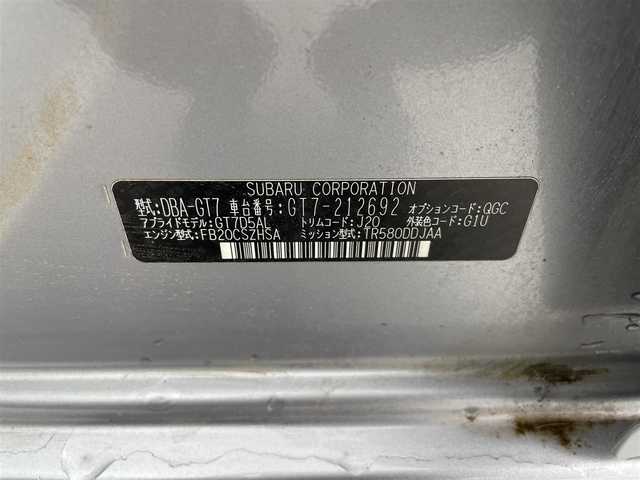 SUBARU CORPORATION
型式:DBA-GT7 車台番号:GT7-212692 オプションコード:QGC
アプライドモデル:GT7D5AL トリムコード:J20 外装色コード:G1U
エンジン型式:FB20CSZHSA ミッション型式:TR580DDJAA